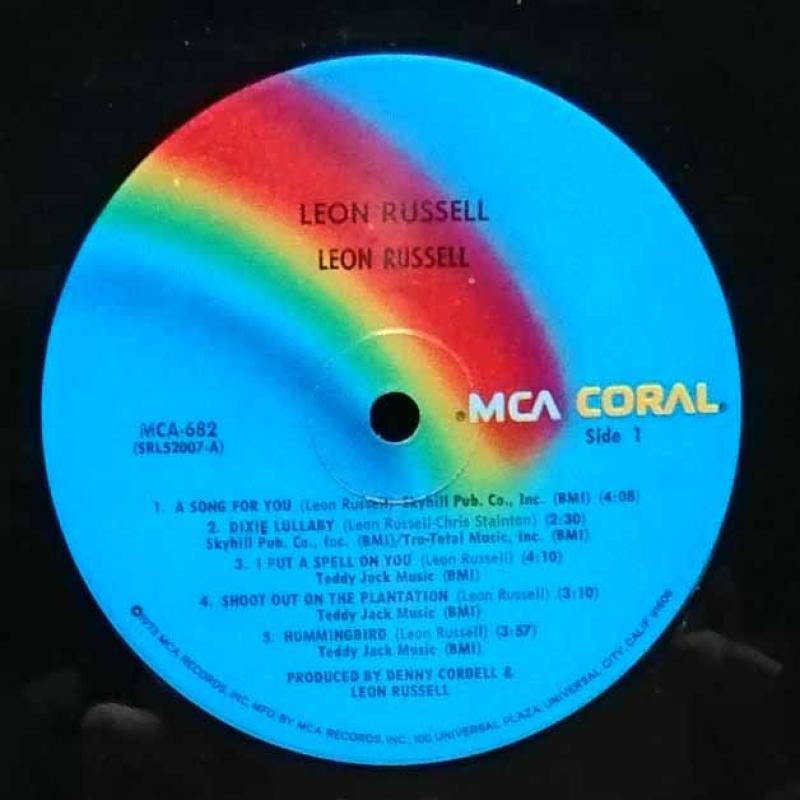 LEON RUSSELL
LEON RUSSELL
MCA CORAL
Side 1
MCA-682
(SRL52007-A)
1. A SONG FOR YOU (Leon Russell) Skyhill Pub. Co., Inc. (BMI) (4:08)
2. DIXIE LULLABY (Leon Russell-Chris Stainton) (2:30)
Skyhill Pub. Co., Inc. (BMI)/Tro-Total Music, Inc. (BMI)
3. I PUT A SPELL ON YOU (Leon Russell) (4:10)
Teddy Jack Music (BMI)
4. SHOOT OUT ON THE PLANTATION (Leon Russell) (3:10)
Teddy Jack Music (BMI)
5. HUMMINGBIRD (Leon Russell) (3:57)
Teddy Jack Music (BMI)
PRODUCED BY DENNY CORDELL &
LEON RUSSELL
MCA RECORDS, INC. MFD. BY MCA RECORDS, INC., 100 UNIVERSAL PLAZA, UNIVERSAL CITY, CALIF.